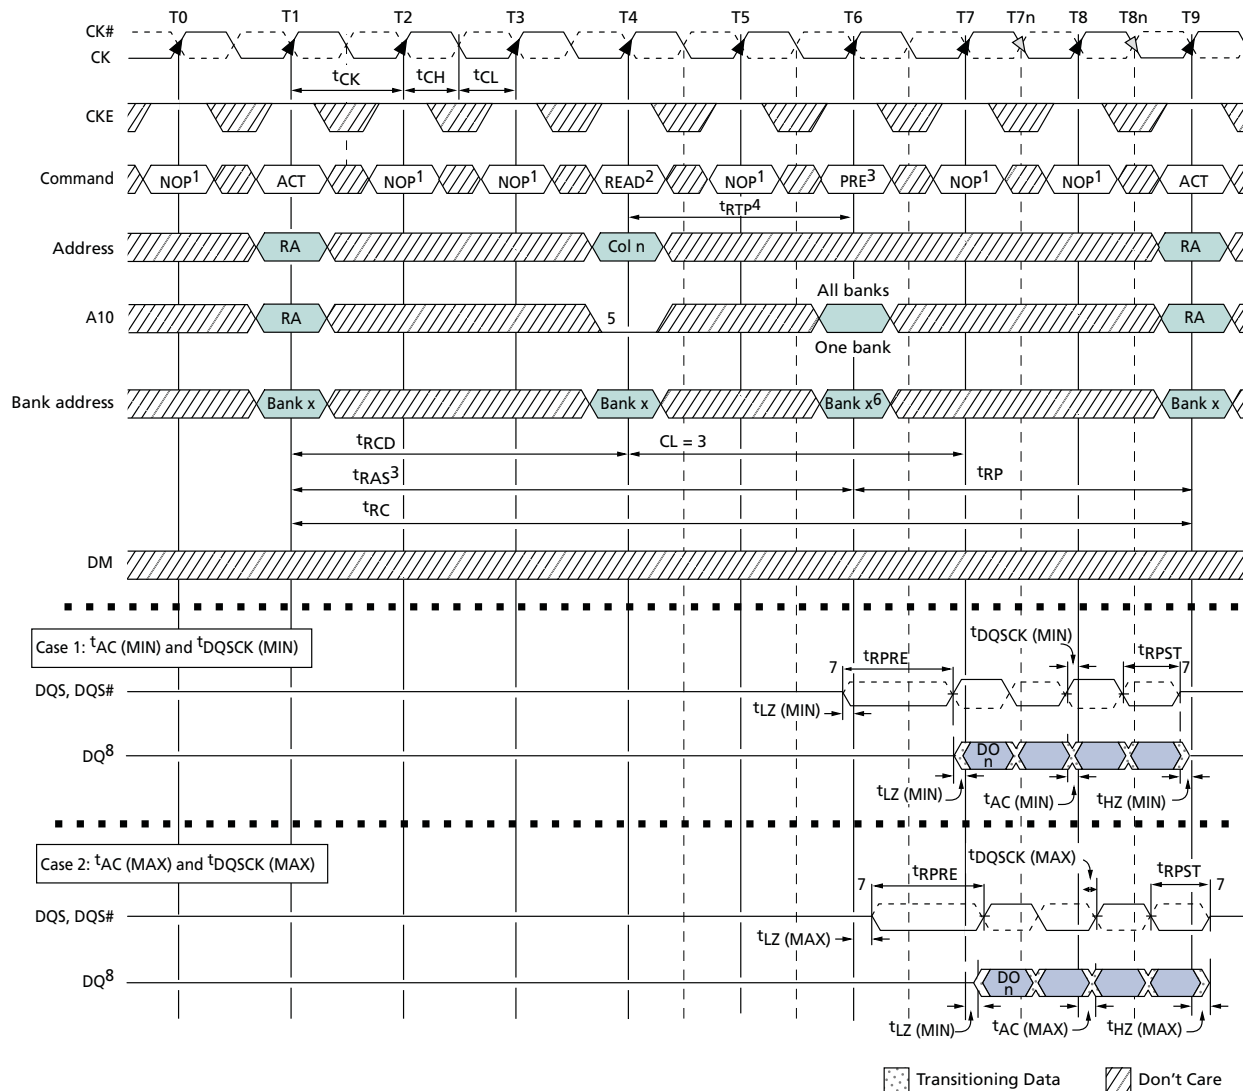 T0 T1 T2 T3 T4 T5 T6 T7 T7n T8 T8n T9
CK#
CK
tCK tCH tCL
CKE
Command NOP1 ACT NOP1 NOP1 READ2 NOP1 PRE3 NOP1 NOP1 ACT
tRTP4
Address RA Col n RA
All banks
A10 RA 5 RA
One bank
Bank address Bank x Bank x Bank x6 Bank x
tRCD CL = 3
tRAS3 tRP
tRC
DM
Case 1: tAC (MIN) and tDQSCK (MIN)
tDQSCK (MIN)
7 tRPRE tRPST 7
DQS, DQS#
tLZ (MIN)
DQ8 DO n
tLZ (MIN) tAC (MIN) tHZ (MIN)
Case 2: tAC (MAX) and tDQSCK (MAX)
tDQSCK (MAX)
7 tRPRE tRPST 7
DQS, DQS#
tLZ (MAX)
DQ8 DO n
tLZ (MIN) tAC (MAX) tHZ (MAX)
Transitioning Data Don't Care